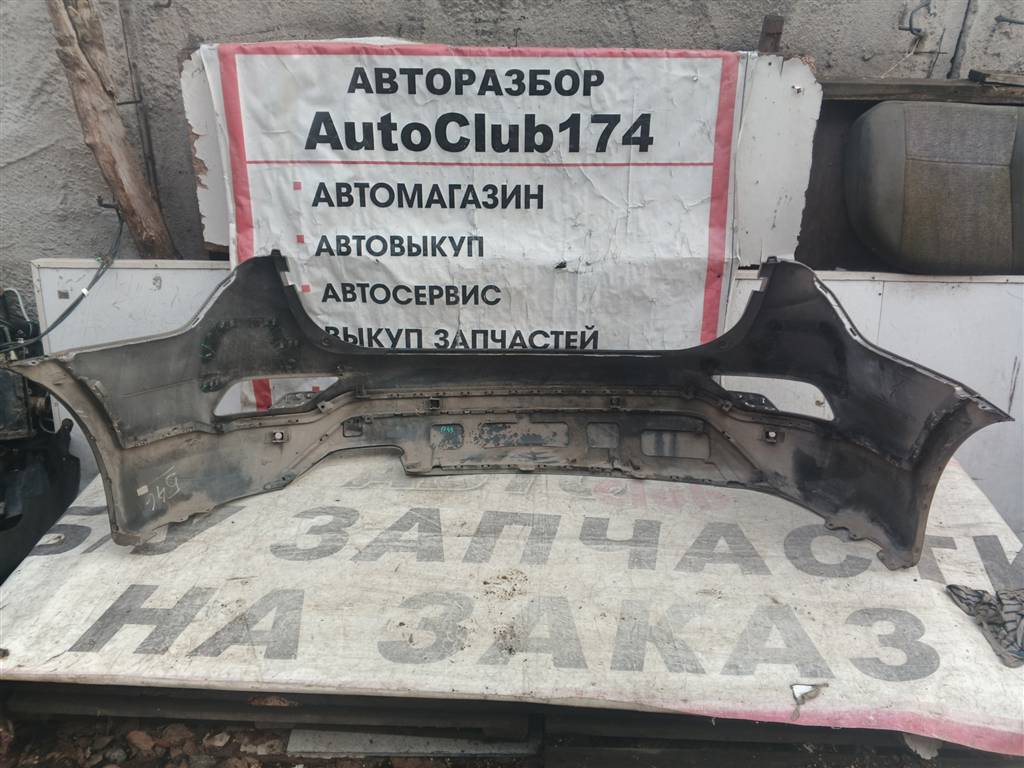 АВТОРАЗБОР
AutoClub174
АВТОМАГАЗИН
АВТОВЫКУП
АВТОСЕРВИС
ВЫКУП ЗАПЧАСТЕЙ
Б/У ЗАПЧАСТИ
НА ЗАКАЗ